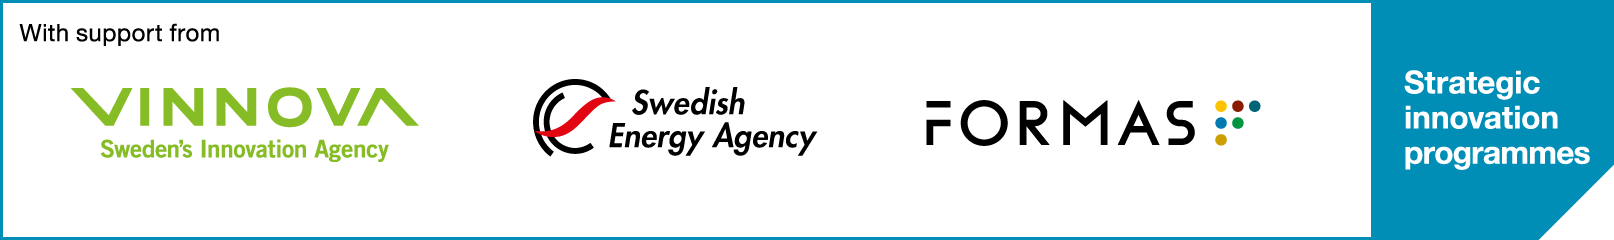 With support from
VINNOVA
Sweden's Innovation Agency
Swedish
Energy Agency
FORMAS
Strategic
innovation
programmes